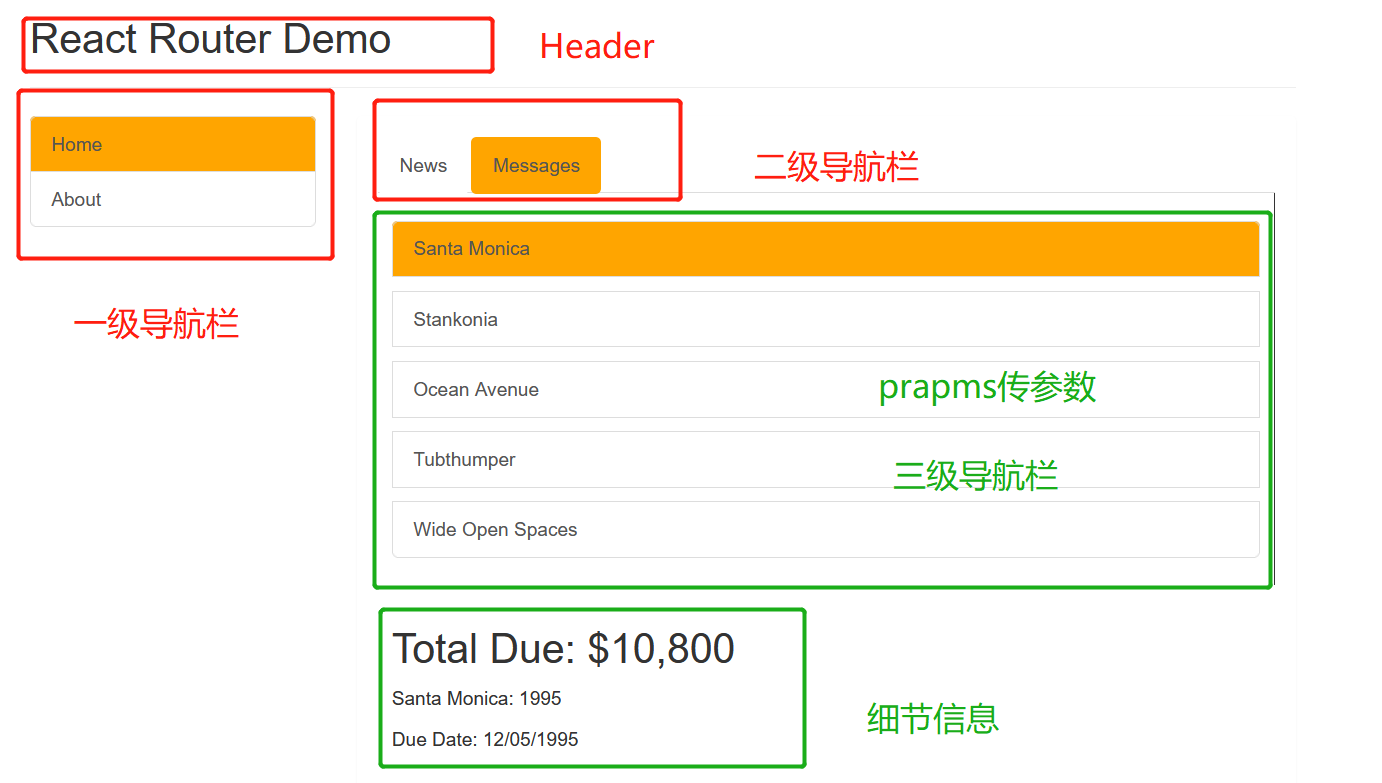 React Router Demo
Header
Home
About
一级导航栏
News
Messages
二级导航栏
Santa Monica
Stankonia
Ocean Avenue
prapms传参数
Tubthumper
三级导航栏
Wide Open Spaces
Total Due: $10,800
Santa Monica: 1995
Due Date: 12/05/1995
细节信息